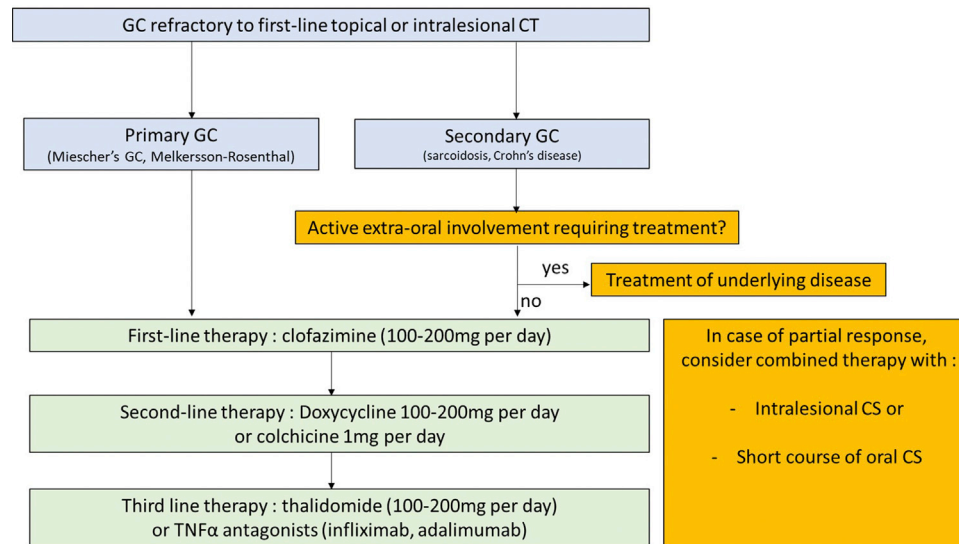 GC refractory to first-line topical or intralesional CT
Primary GC
(Miescher's GC, Melkersson-Rosenthal)
Secondary GC
(sarcoidosis, Crohn's disease)
Active extra-oral involvement requiring treatment?
yes
Treatment of underlying disease
no
First-line therapy : clofazimine (100-200mg per day)
Second-line therapy : Doxycycline 100-200mg per day
or colchicine 1mg per day
Third line therapy : thalidomide (100-200mg per day)
or TNFα antagonists (infliximab, adalimumab)
In case of partial response,
consider combined therapy with :
- Intralesional CS or
- Short course of oral CS